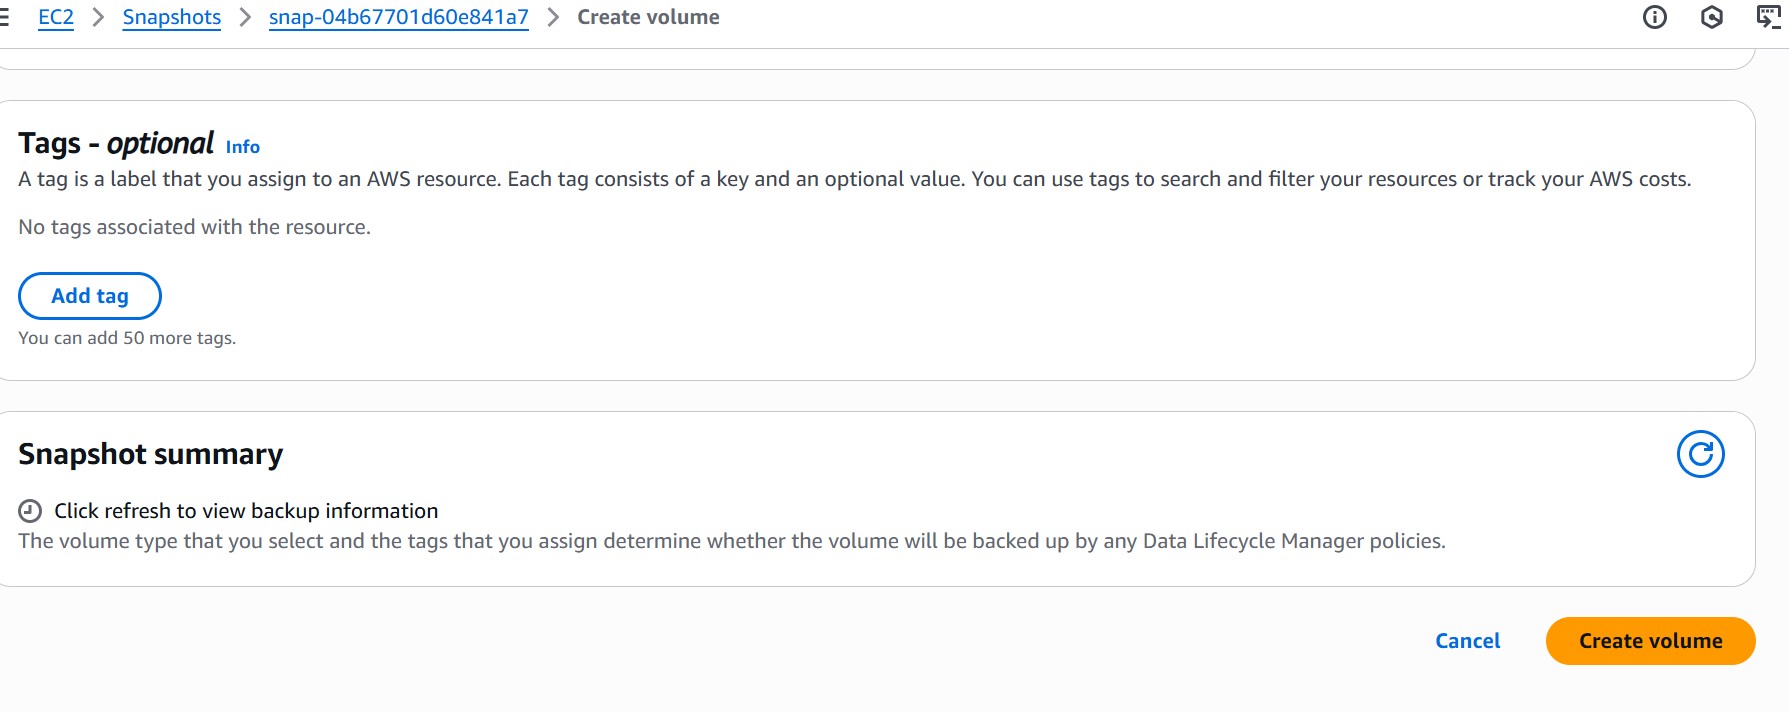 EC2 > Snapshots > snap-04b67701d60e841a7 > Create volume
Tags - optional Info
A tag is a label that you assign to an AWS resource. Each tag consists of a key and an optional value. You can use tags to search and filter your resources or track your AWS costs.
No tags associated with the resource.
Add tag
You can add 50 more tags.
Snapshot summary
Click refresh to view backup information
The volume type that you select and the tags that you assign determine whether the volume will be backed up by any Data Lifecycle Manager policies.
Cancel Create volume